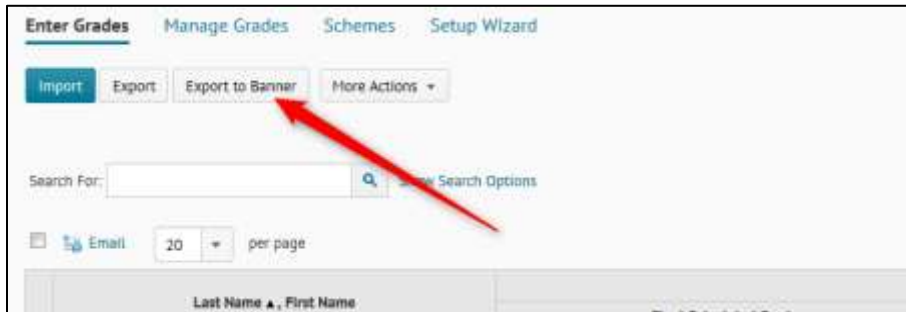 Enter Grades Manage Grades Schemes Setup Wizard
Import Export Export to Banner More Actions
Search For: Search Options
Email 20 per page
Last Name ▲, First Name